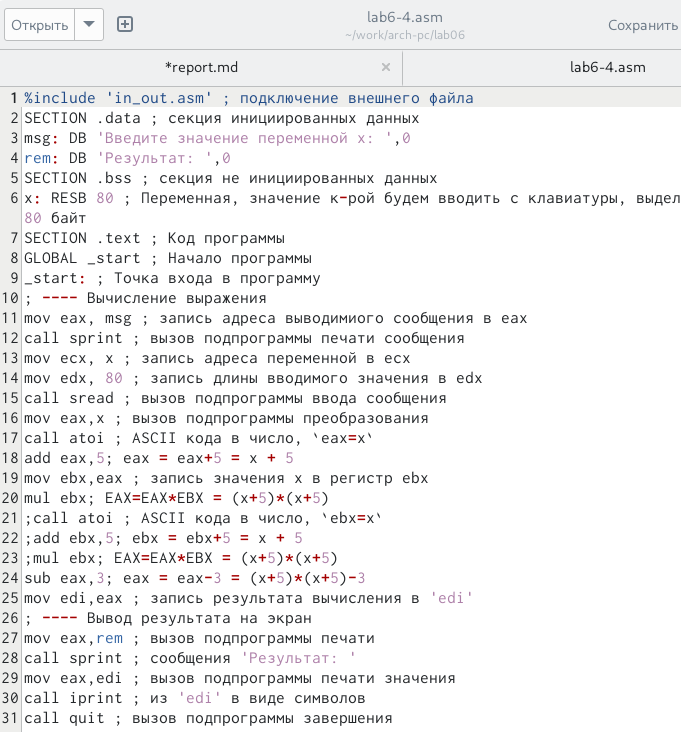 Открыть
lab6-4.asm
~/work/arch-pc/lab06
Сохранить
*report.md ×
lab6-4.asm
1 %include 'in_out.asm' ; подключение внешнего файла
2 SECTION .data ; секция инициированных данных
3 msg: DB 'Введите значение переменной x: ',0
4 rem: DB 'Результат: ',0
5 SECTION .bss ; секция не инициированных данных
6 x: RESB 80 ; Переменная, значение к-рой будем вводить с клавиатуры, выдел
80 байт
7 SECTION .text ; Код программы
8 GLOBAL _start ; Начало программы
9 _start: ; Точка входа в программу
10 ; ---- Вычисление выражения
11 mov eax, msg ; запись адреса выводимиого сообщения в eax
12 call sprint ; вызов подпрограммы печати сообщения
13 mov ecx, x ; запись адреса переменной в ecx
14 mov edx, 80 ; запись длины вводимого значения в edx
15 call sread ; вызов подпрограммы ввода сообщения
16 mov eax,x ; вызов подпрограммы преобразования
17 call atoi ; ASCII кода в число, `eax=x`
18 add eax,5; eax = eax+5 = x + 5
19 mov ebx,eax ; запись значения x в регистр ebx
20 mul ebx; EAX=EAX*EBX = (x+5)*(x+5)
21 ;call atoi ; ASCII кода в число, `ebx=x`
22 ;add ebx,5; ebx = ebx+5 = x + 5
23 ;mul ebx; EAX=EAX*EBX = (x+5)*(x+5)
24 sub eax,3; eax = eax-3 = (x+5)*(x+5)-3
25 mov edi,eax ; запись результата вычисления в 'edi'
26 ; ---- Вывод результата на экран
27 mov eax,rem ; вызов подпрограммы печати
28 call sprint ; сообщения 'Результат: '
29 mov eax,edi ; вызов подпрограммы печати значения
30 call iprint ; из 'edi' в виде символов
31 call quit ; вызов подпрограммы завершения